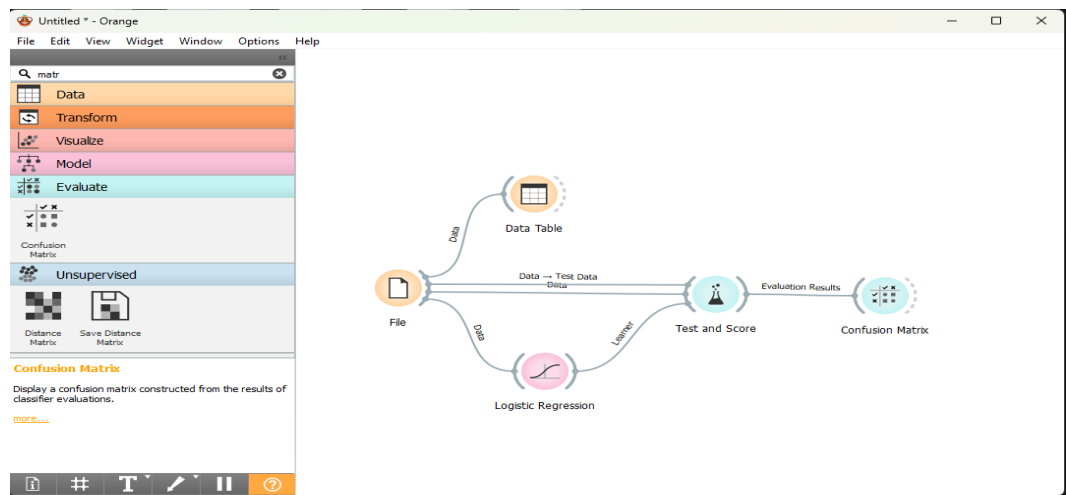 Untitled * - Orange
File Edit View Widget Window Options Help
matr
Data
Transform
Visualize
Model
Evaluate
Confusion
Matrix
Unsupervised
Distance
Matrix
Save Distance
Matrix
Confusion Matrix
Display a confusion matrix constructed from the results of
classifier evaluations.
more...
T
Data Table
Data
Data → Test Data
Data
File
Data
Learner
Test and Score
Evaluation Results
Confusion Matrix
Logistic Regression